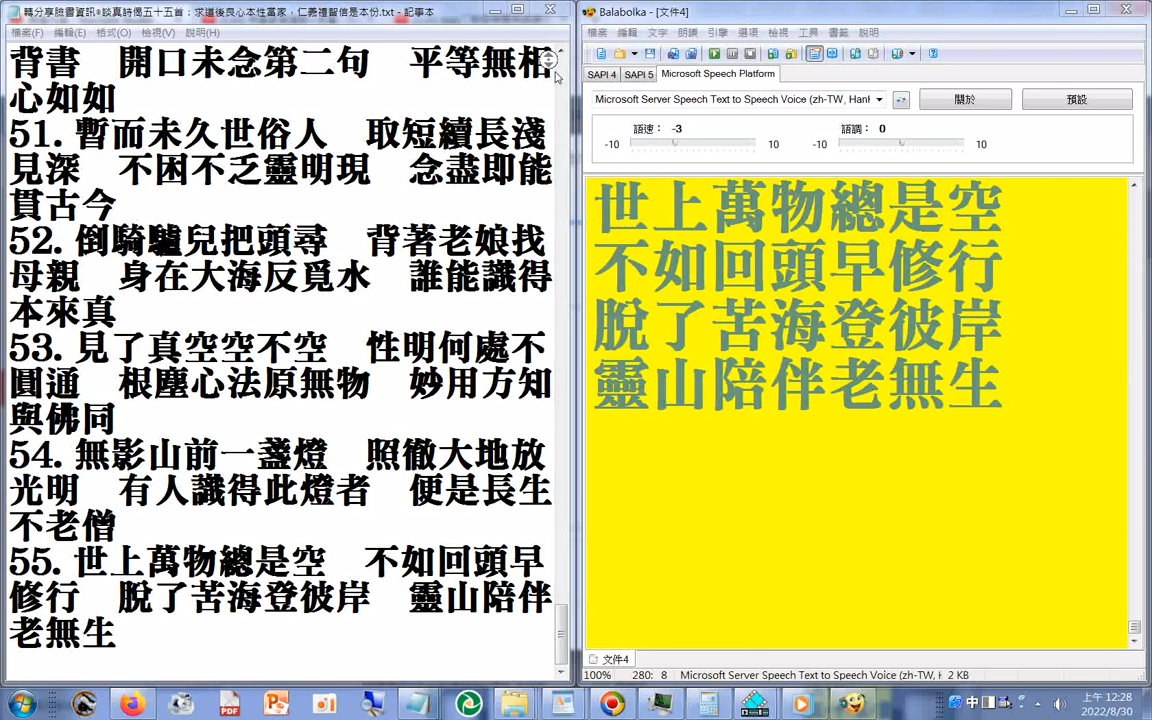 轉分享臉書資訊®談真詩偈五十五首：求道後良心本性當家，仁義禮智信是本份.txt - 記事本
檔案(F) 編輯(E) 格式(O) 檢視(V) 說明(H)
背書　開口未念第二句　平等無相
心如如
51. 暫而未久世俗人　取短續長淺
見深　不困不乏靈明現　念盡即能
貫古今
52. 倒騎驢兒把頭尋　背著老娘找
母親　身在大海反覓水　誰能識得
本來真
53. 見了真空空不空　性明何處不
圓通　根塵心法原無物　妙用方知
與佛同
54. 無影山前一盞燈　照徹大地放
光明　有人識得此燈者　便是長生
不老僧
55. 世上萬物總是空　不如回頭早
修行　脫了苦海登彼岸　靈山陪伴
老無生
Balabolka - [文件4]
檔案 編輯 文字 朗讀 引擎 選項 檢視 工具 書籤 說明
SAPI 4 SAPI 5 Microsoft Speech Platform
Microsoft Server Speech Text to Speech Voice (zh-TW, Hanl
關於
預設
語速： -3 語調： 0
-10 10 -10 10
世上萬物總是空
不如回頭早修行
脫了苦海登彼岸
靈山陪伴老無生
文件4
100% 280: 8 Microsoft Server Speech Text to Speech Voice (zh-TW, H 2 KB
中
上午 12:28
2022/8/30